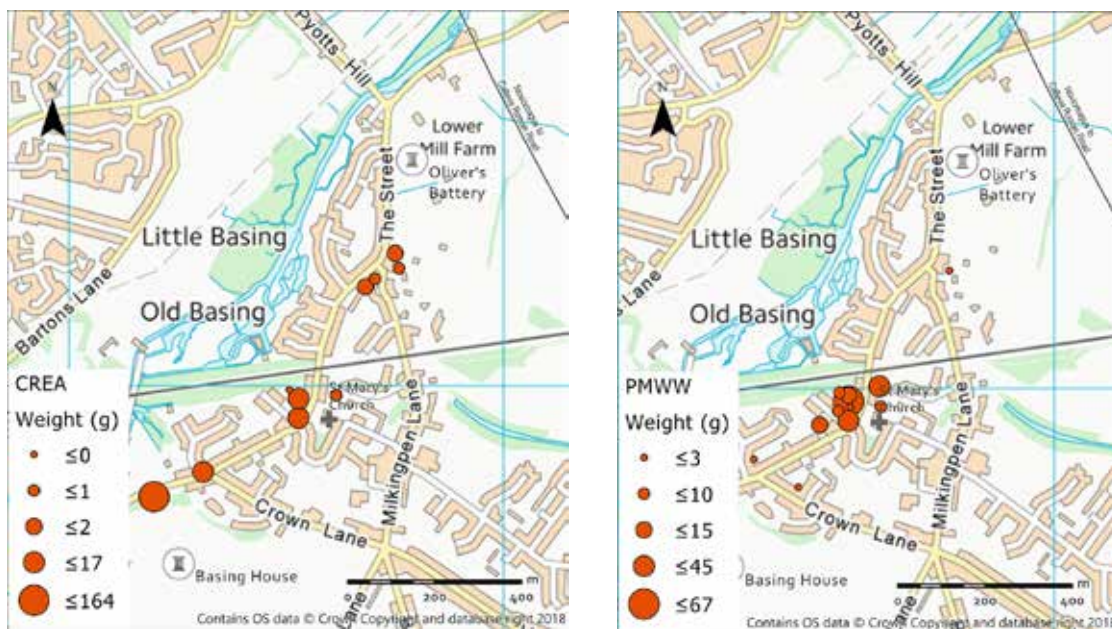 Pyotts Hill
N
Lower
Mill Farm
Oliver's
Battery
The Street
Little Basing
Bartons Lane
Old Basing
CREA
Weight (g)
≤0
≤1
≤2
≤17
≤164
St Mary's
Church
Milkingpen Lane
Crown Lane
Basing House
m
0 200 400
Lane
Contains OS data © Crown Copyright and database right 2018
Pyotts Hill
N
Lower
Mill Farm
Oliver's
Battery
The Street
Little Basing
Bartons Lane
Old Basing
PMWW
Weight (g)
≤3
≤10
≤15
≤45
≤67
Mary's
Church
Milkingpen Lane
Crown Lane
Basing House
m
0 200 400
Lane
Contains OS data © Crown Copyright and database right 2018